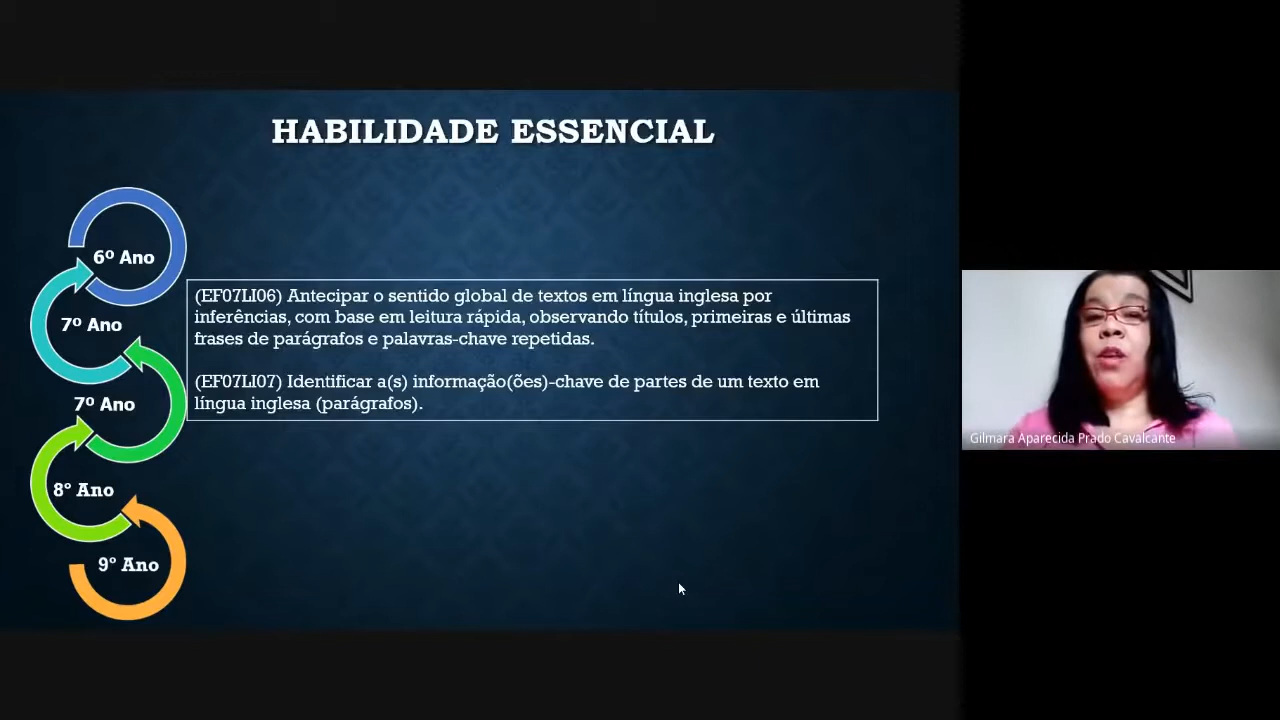 HABILIDADE ESSENCIAL
6º Ano
7º Ano
7º Ano
8º Ano
9º Ano
(EF07LI06) Antecipar o sentido global de textos em língua inglesa por
inferências, com base em leitura rápida, observando títulos, primeiras e últimas
frases de parágrafos e palavras-chave repetidas.
(EF07LI07) Identificar a(s) informação(ões)-chave de partes de um texto em
língua inglesa (parágrafos).
Gilmara Aparecida Prado Cavalcante